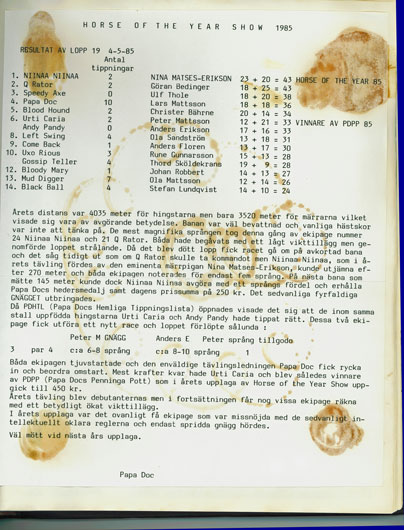 HORSE OF THE YEAR SHOW 1985
RESULTAT AV LOPP 19 4-5-85
Antal
tippningar
1. NIINAA NIINAA 2 NINA MATSES-ERIKSON 23 + 20 = 43 HORSE OF THE YEAR 85
2. Q Rator 2 Göran Bedinger 18 + 25 = 43
3. Speedy Axe 0 Ulf Thole 18 + 20 = 38
4. Papa Doc 10 Lars Mattsson 18 + 18 = 36
5. Blood Hound 2 Christer Bährne 20 + 14 = 34
6. Urti Caria 2 Peter Mattsson 12 + 21 = 33 VINNARE AV PDPP 85
Andy Pandy 0 Anders Erikson 17 + 16 = 33
8. Left Swing 4 Ola Sandström 13 + 18 = 31
9. Come Back 1 Anders Floren 13 + 17 = 30
10. Uxo Rious 3 Rune Gunnarsson 15 + 13 = 28
Gossip Teller 4 Thord Sköldekrans 19 + 9 = 28
12. Bloody Mary 1 Johan Robbert 14 + 13 = 27
13. Mud Digger 7 Ola Mattsson 12 + 14 = 26
14. Black Ball 4 Stefan Lundqvist 14 + 10 = 24
Årets distans var 4035 meter för hingstarna men bara 3520 meter för märrarna vilket
visade sig vara av avgörande betydelse. Banan var väl bevattnad och vanliga hästskor
var inte att tänka på. De mest magnifika sprången tog denna gång av ekipage nummer
24 Niinaa Niinaa och 21 Q Rator. Båda hade begåvats med ett lågt vikttillägg men ge-
nomförde loppet strålande. Då det blev dött lopp fick racet gå om på avkortad bana
och det såg tidigt ut som om Q Rator skulle ta kommandot men Niinaa Niinaa, som i å-
rets tävling fördes av den eminenta märrpigan Nina Matses-Erikson, kunde utjämna ef-
ter 270 meter och båda ekipagen noterades för endast fem språng. På nästa bana som
mätte 145 meter kunde dock Niinaa Niinaa avgöra med ett språngs fördel och erhålla
Papa Docs hedersmedalj samt dagens prissumma på 250 kr. Det sedvanliga fyrfaldiga
GNÄGGET utbringades.
Då PDHTL (Papa Docs Hemliga Tippningslista) öppnades visade det sig att de inom samma
stall uppfödda hingstarna Urti Caria och Andy Pandy hade tippat rätt. Dessa två eki-
page fick utföra ett nytt race och loppet förlöpte sålunda :
Peter M GNÄGG Anders E Peter språng tillgodo
3 par 4 c:a 6-8 språng c:a 8-10 språng 1
Båda ekipagen tjuvstartade och den enväldige tävlingsledningen Papa Doc fick rycka
in och beordra omstart. Mest krafter kvar hade Urti Caria och blev således vinnare
av PDPP (Papa Docs Penninga Pott) som i årets upplaga av Horse of the Year Show upp-
gick till 450 kr.
Årets tävling blev debutanternas men i fortsättningen får nog vissa ekipage räkna
med ett betydligt ökat vikttillägg.
I årets upplaga var det ovanligt få ekipage som var missnöjda med de sedvanligt in-
tellektuellt oklara reglerna och endast spridda gnägg hördes.
Väl mött vid nästa års upplaga.
Papa Doc